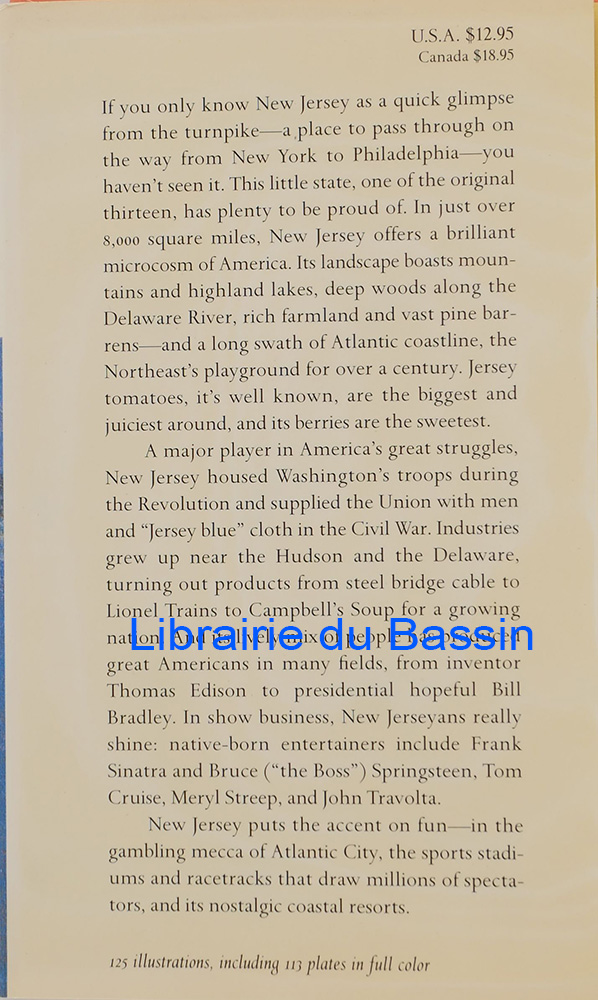 U.S.A. $12.95
Canada $18.95
If you only know New Jersey as a quick glimpse
from the turnpike—a place to pass through on
the way from New York to Philadelphia—you
haven't seen it. This little state, one of the original
thirteen, has plenty to be proud of. In just over
8,000 square miles, New Jersey offers a brilliant
microcosm of America. Its landscape boasts moun-
tains and highland lakes, deep woods along the
Delaware River, rich farmland and vast pine bar-
rens—and a long swath of Atlantic coastline, the
Northeast's playground for over a century. Jersey
tomatoes, it's well known, are the biggest and
juiciest around, and its berries are the sweetest.
A major player in America's great struggles,
New Jersey housed Washington's troops during
the Revolution and supplied the Union with men
and "Jersey blue" cloth in the Civil War. Industries
grew up near the Hudson and the Delaware,
turning out products from steel bridge cable to
Lionel Trains to Campbell's Soup for a growing
nation. And its lively mix of people has produced
Librairie du Bassin
great Americans in many fields, from inventor
Thomas Edison to presidential hopeful Bill
Bradley. In show business, New Jerseyans really
shine: native-born entertainers include Frank
Sinatra and Bruce ("the Boss") Springsteen, Tom
Cruise, Meryl Streep, and John Travolta.
New Jersey puts the accent on fun—in the
gambling mecca of Atlantic City, the sports stadi-
ums and racetracks that draw millions of specta-
tors, and its nostalgic coastal resorts.
125 illustrations, including 113 plates in full color